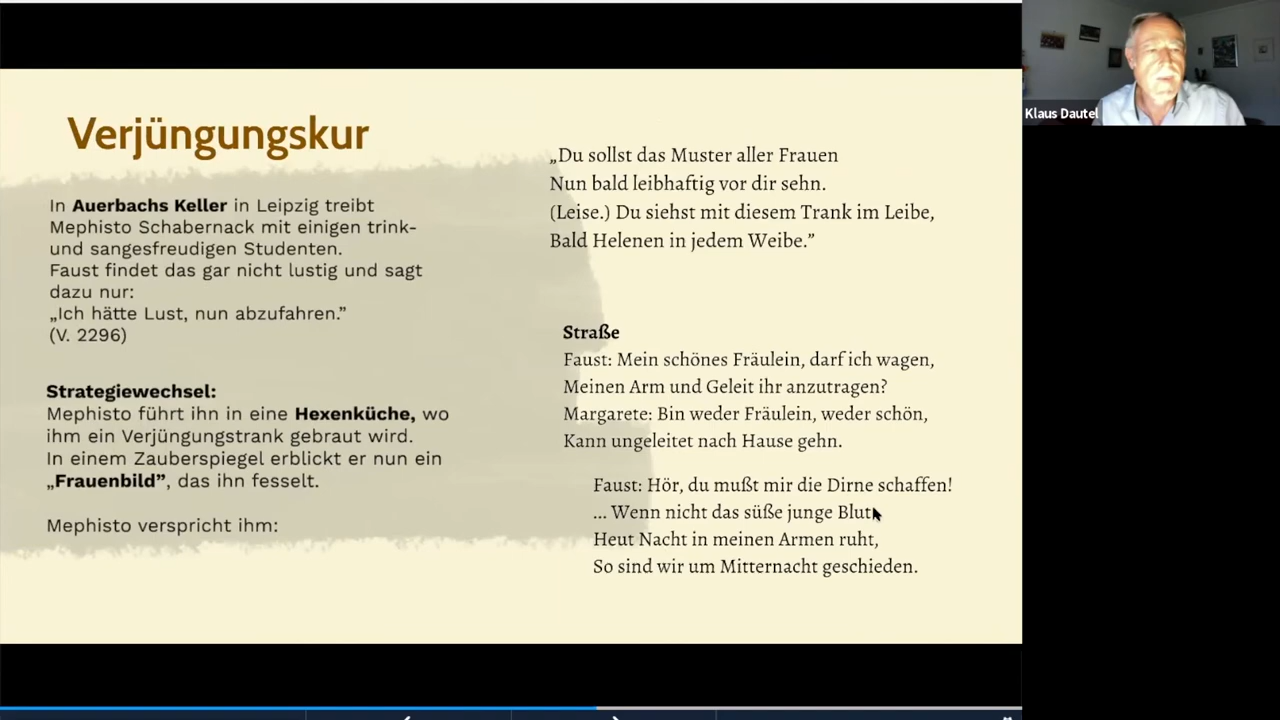 Verjüngungskur
In Auerbachs Keller in Leipzig treibt
Mephisto Schabernack mit einigen trink-
und sangesfreudigen Studenten.
Faust findet das gar nicht lustig und sagt
dazu nur:
„Ich hätte Lust, nun abzufahren.”
(V. 2296)
Strategiewechsel:
Mephisto führt ihn in eine Hexenküche, wo
ihm ein Verjüngungstrank gebraut wird.
In einem Zauberspiegel erblickt er nun ein
„Frauenbild”, das ihn fesselt.
Mephisto verspricht ihm:
„Du sollst das Muster aller Frauen
Nun bald leibhaftig vor dir sehn.
(Leise.) Du siehst mit diesem Trank im Leibe,
Bald Helenen in jedem Weibe.”
Straße
Faust: Mein schönes Fräulein, darf ich wagen,
Meinen Arm und Geleit ihr anzutragen?
Margarete: Bin weder Fräulein, weder schön,
Kann ungeleitet nach Hause gehn.
Faust: Hör, du mußt mir die Dirne schaffen!
... Wenn nicht das süße junge Blut
Heut Nacht in meinen Armen ruht,
So sind wir um Mitternacht geschieden.
Klaus Dautel